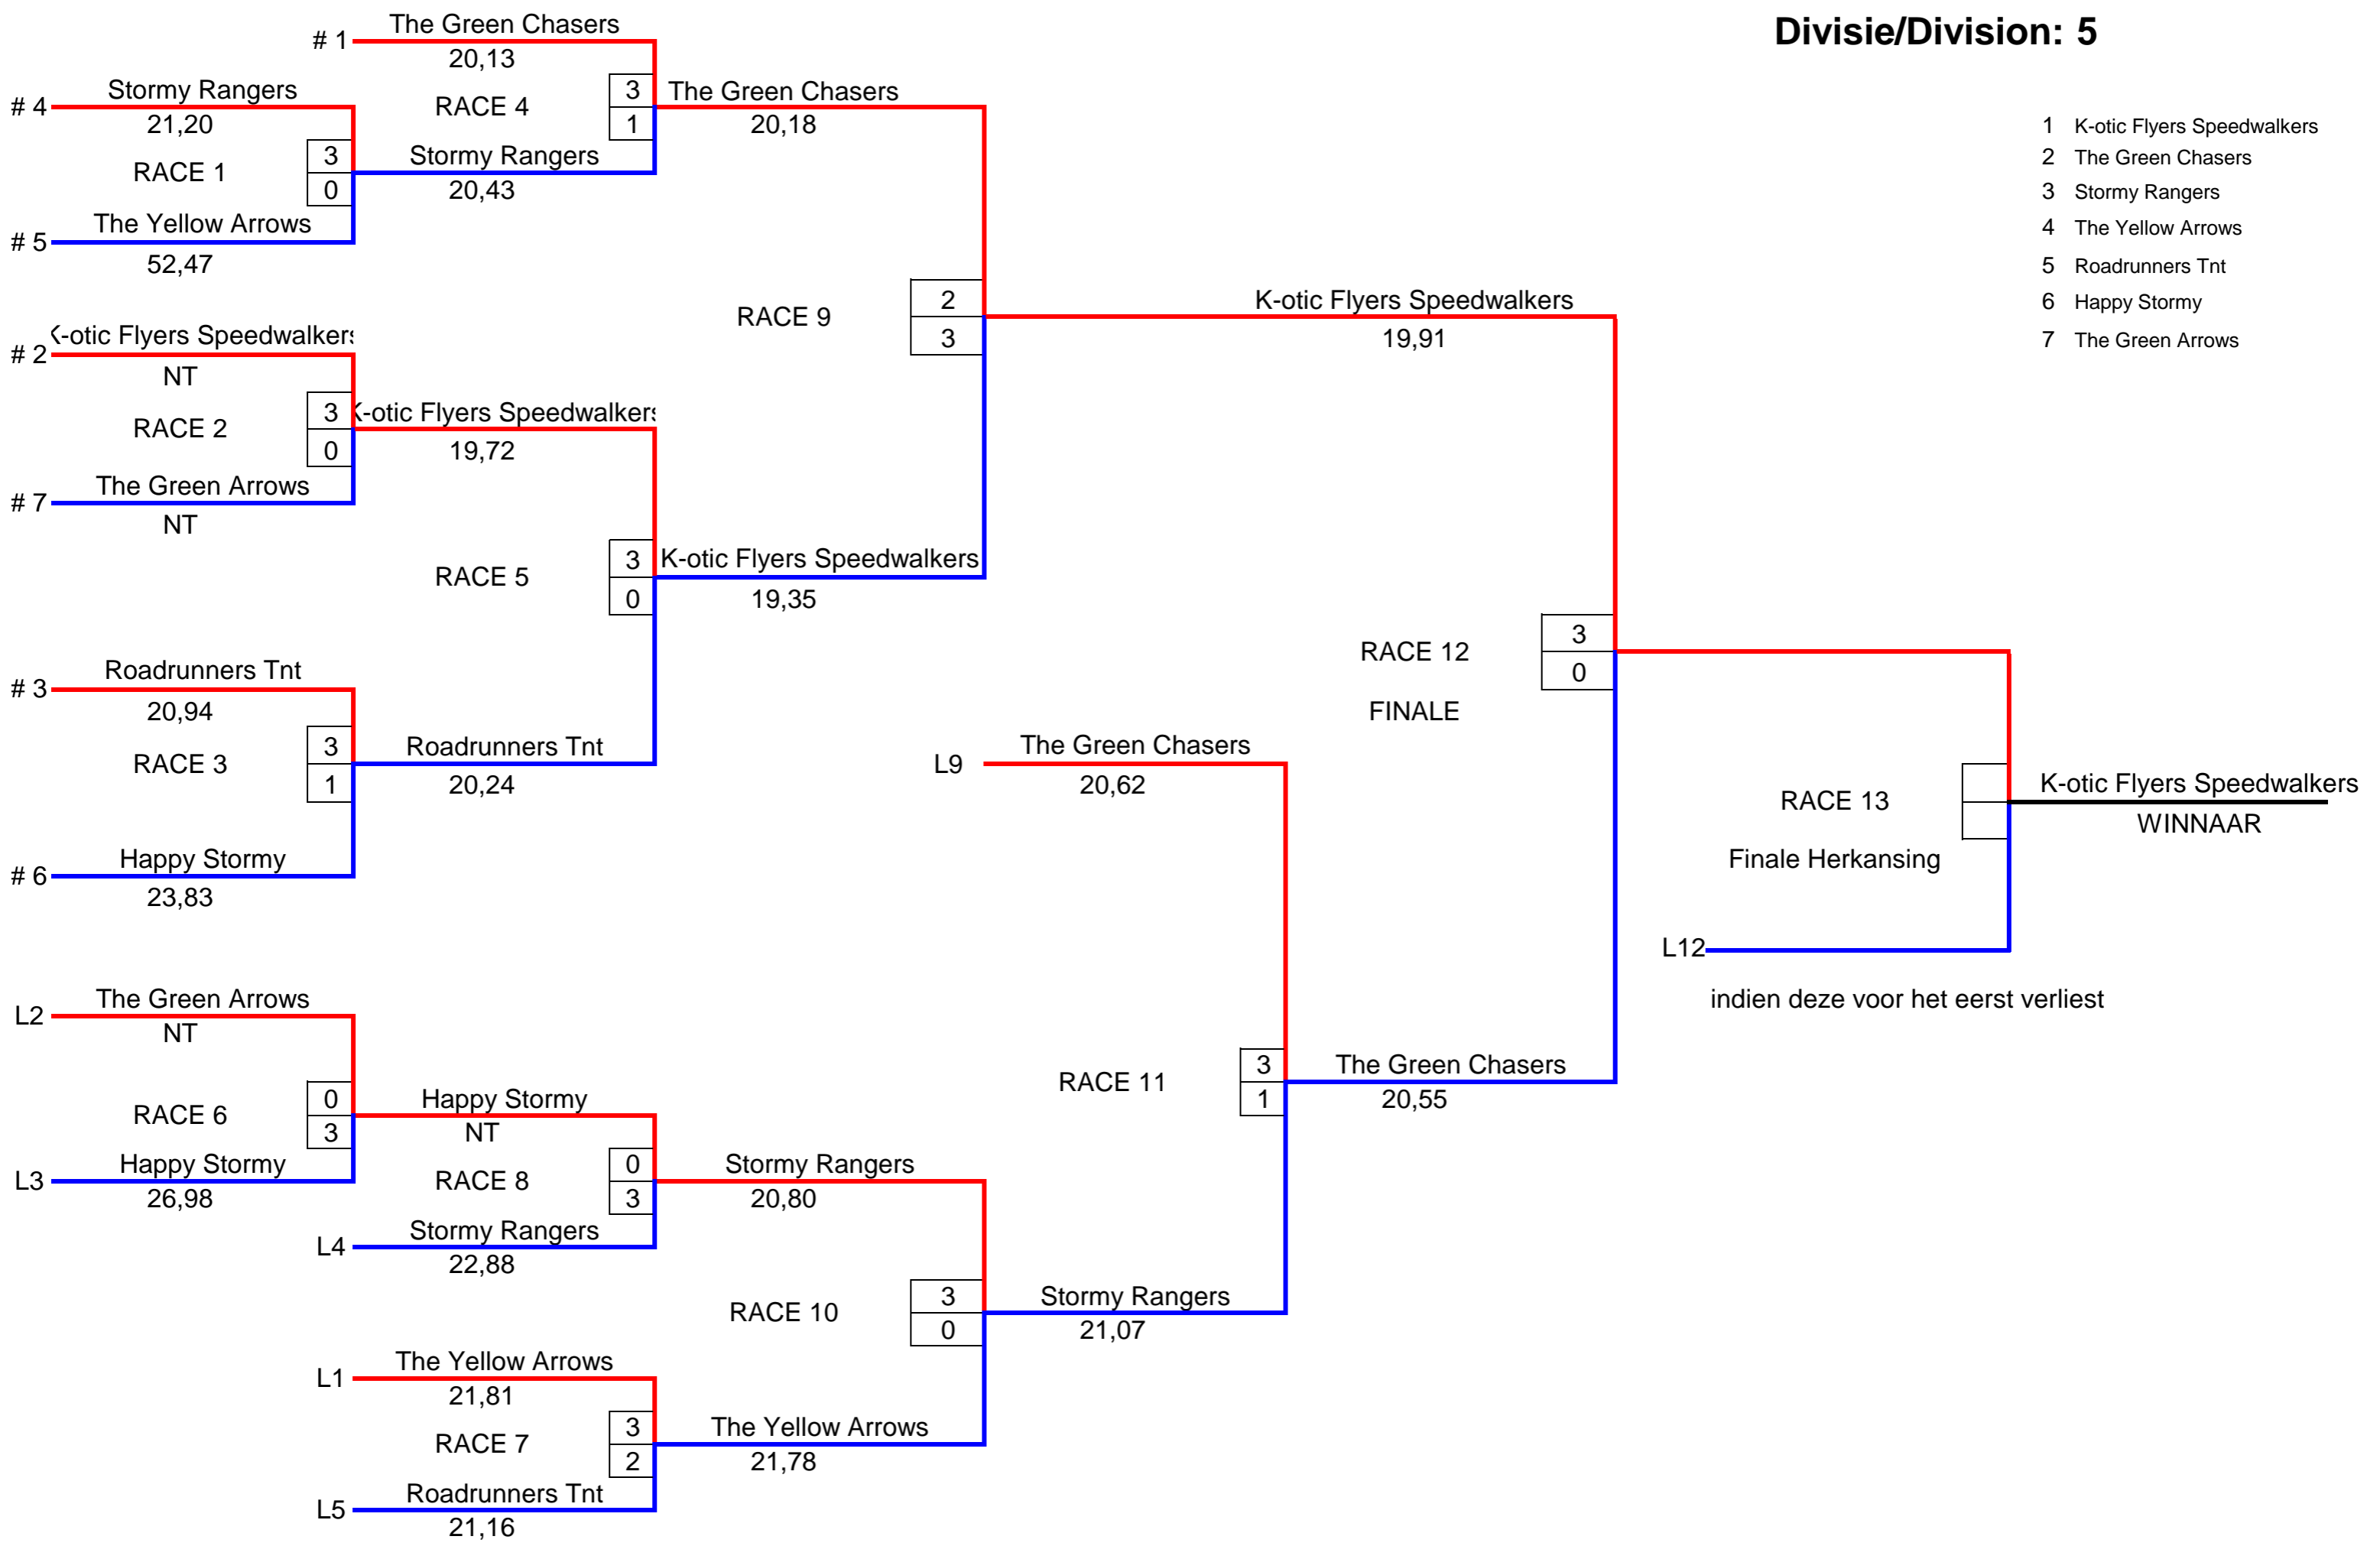 Divisie/Division: 5
1 K-otic Flyers Speedwalkers
2 The Green Chasers
3 Stormy Rangers
4 The Yellow Arrows
5 Roadrunners Tnt
6 Happy Stormy
7 The Green Arrows
# 1
The Green Chasers
20,13
RACE 4
3
1
Stormy Rangers
20,43
# 4
Stormy Rangers
21,20
RACE 1
3
0
# 5
The Yellow Arrows
52,47
# 2
K-otic Flyers Speedwalkers
NT
RACE 2
3
0
# 7
The Green Arrows
NT
K-otic Flyers Speedwalkers
19,72
RACE 5
3
0
# 3
Roadrunners Tnt
20,94
RACE 3
3
1
# 6
Happy Stormy
23,83
Roadrunners Tnt
20,24
The Green Chasers
20,18
RACE 9
2
3
K-otic Flyers Speedwalkers
19,35
K-otic Flyers Speedwalkers
19,91
RACE 12
3
0
FINALE
L9
The Green Chasers
20,62
RACE 11
3
1
The Green Chasers
20,55
RACE 13
Finale Herkansing
K-otic Flyers Speedwalkers
WINNAAR
L12
indien deze voor het eerst verliest
L2
The Green Arrows
NT
RACE 6
0
3
L3
Happy Stormy
26,98
Happy Stormy
NT
RACE 8
0
3
L4
Stormy Rangers
22,88
Stormy Rangers
20,80
RACE 10
3
0
Stormy Rangers
21,07
L1
The Yellow Arrows
21,81
RACE 7
3
2
L5
Roadrunners Tnt
21,16
The Yellow Arrows
21,78